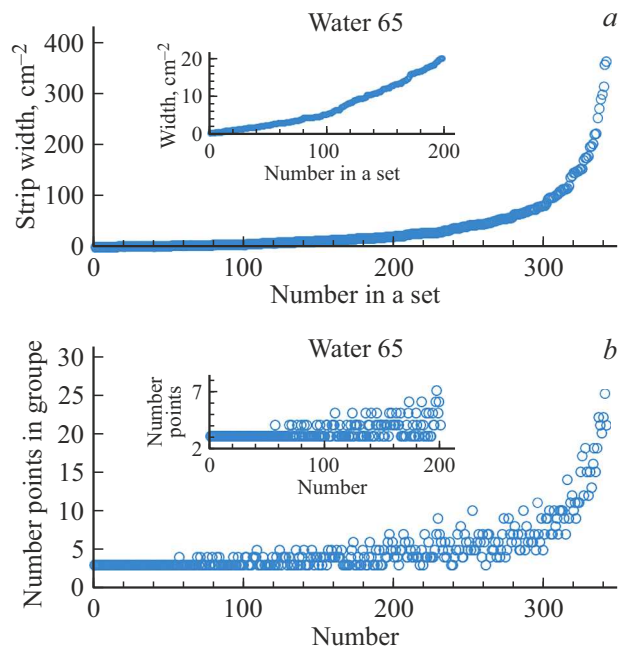 Water 65
a
400
300
200
100
0
Strip width, cm⁻²
20
10
0
Width, cm⁻²
0
100
200
Number in a set
0
100
200
300
Number in a set
Water 65
b
30
25
20
15
10
5
0
Number points in groupe
7
2
Number
points
0
100
200
Number
0
100
200
300
Number